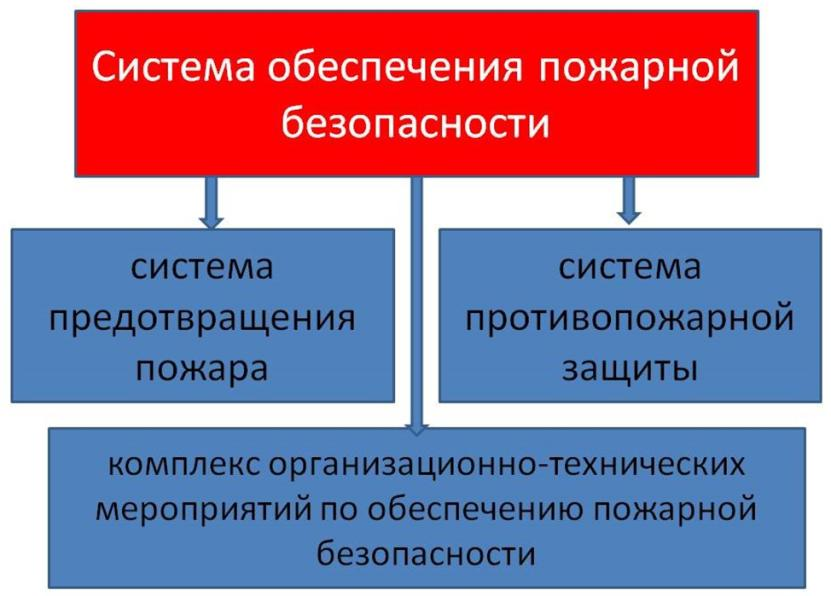 Система обеспечения пожарной
безопасности
система
предотвращения
пожара
система
противопожарной
защиты
комплекс организационно-технических
мероприятий по обеспечению пожарной
безопасности